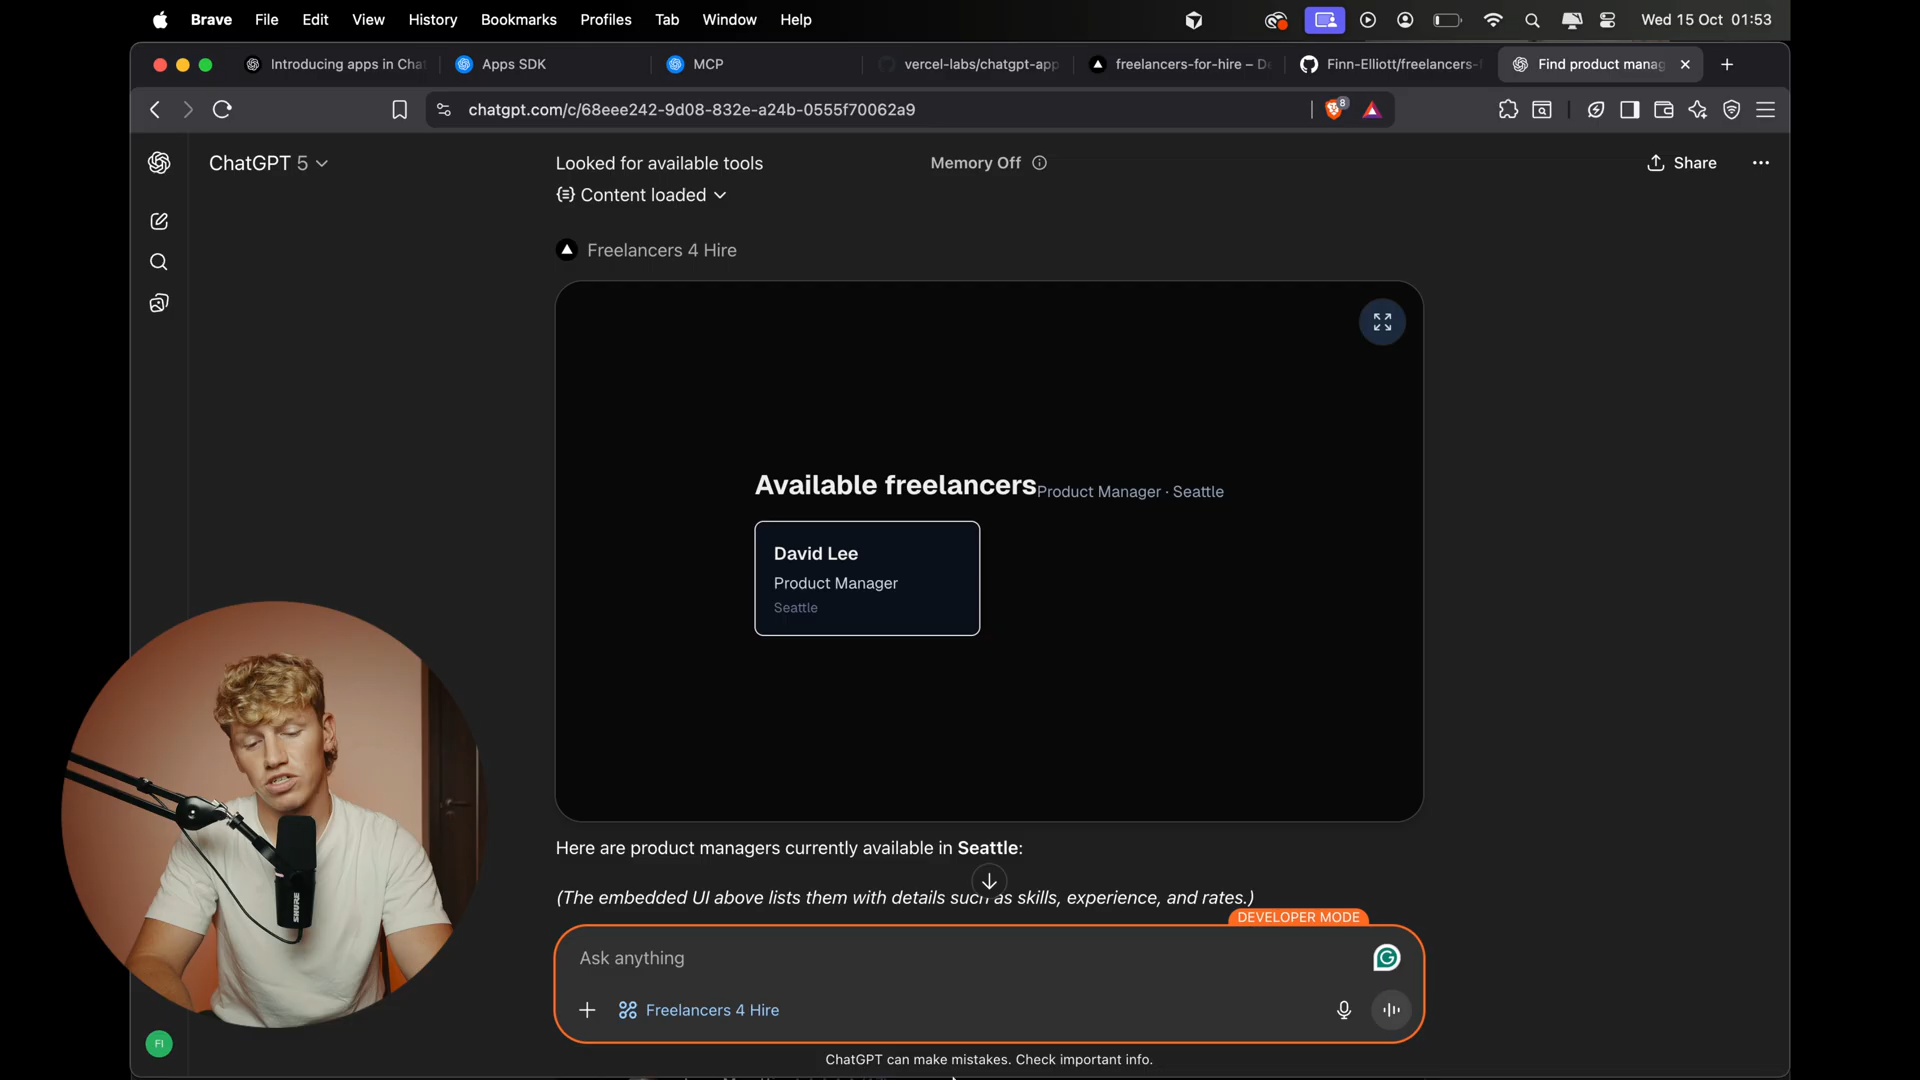 Brave File Edit View History Bookmarks Profiles Tab Window Help Wed 15 Oct 01:53
Introducing apps in Cha Apps SDK MCP vercel-labs/chatgpt-app freelancers-for-hire – De Finn-Elliott/freelancers- Find product manag
chatgpt.com/c/68eee242-9d08-832e-a24b-0555f70062a9 8
ChatGPT 5 Looked for available tools Memory Off Share
Content loaded
Freelancers 4 Hire
Available freelancers Product Manager · Seattle
David Lee
Product Manager
Seattle
Here are product managers currently available in Seattle:
(The embedded UI above lists them with details such as skills, experience, and rates.)
DEVELOPER MODE
Ask anything
Freelancers 4 Hire
SHURE
FI
ChatGPT can make mistakes. Check important info.